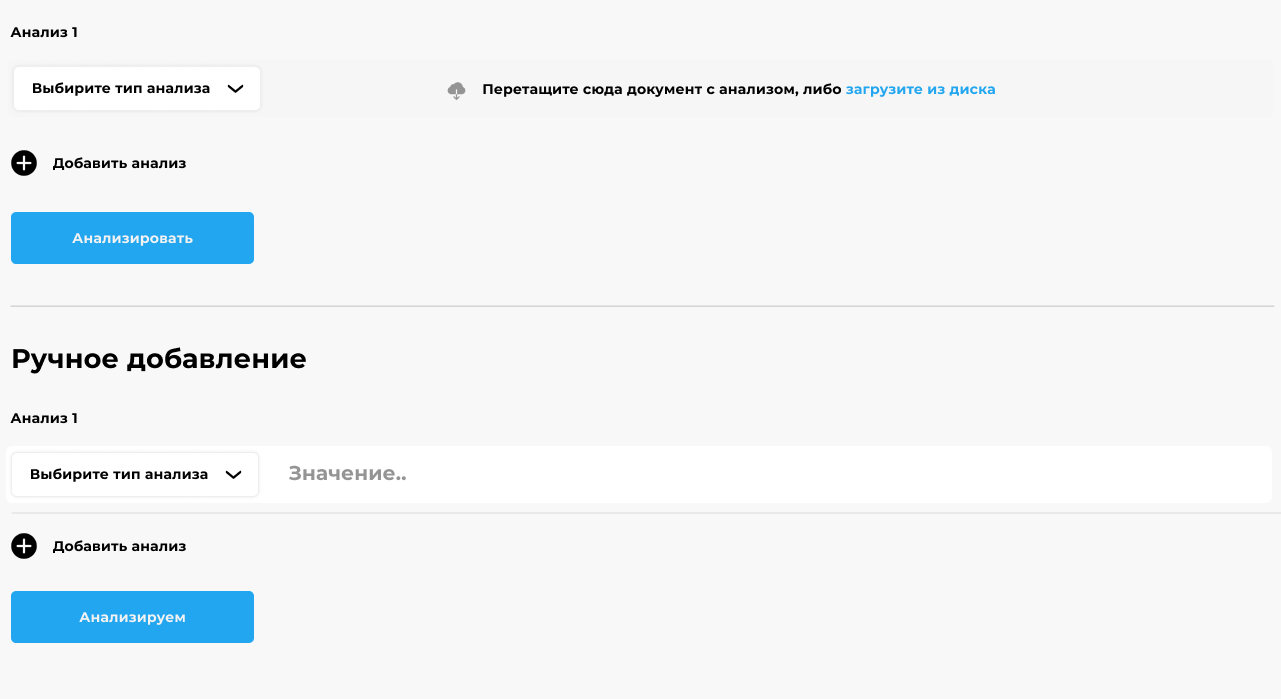 Анализ 1
Выбирите тип анализа
Перетащите сюда документ с анализом, либо загрузите из диска
Добавить анализ
Анализировать
Ручное добавление
Анализ 1
Выбирите тип анализа
Значение..
Добавить анализ
Анализируем